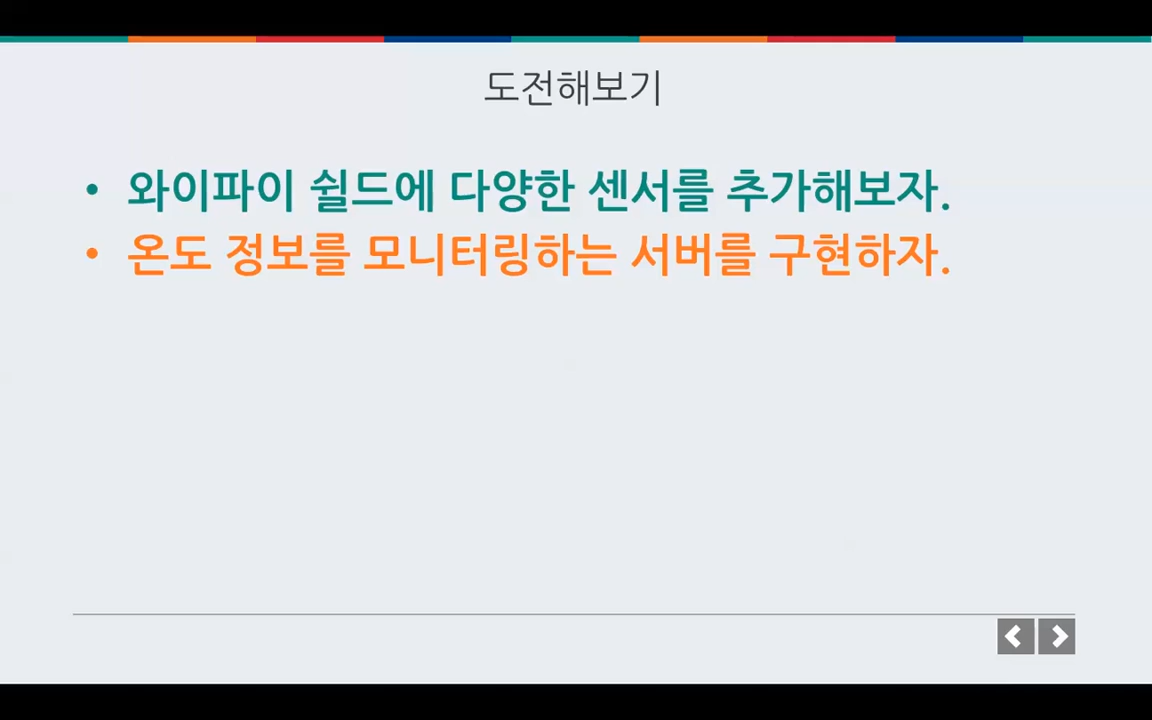 도전해보기
• 와이파이 쉴드에 다양한 센서를 추가해보자.
• 온도 정보를 모니터링하는 서버를 구현하자.